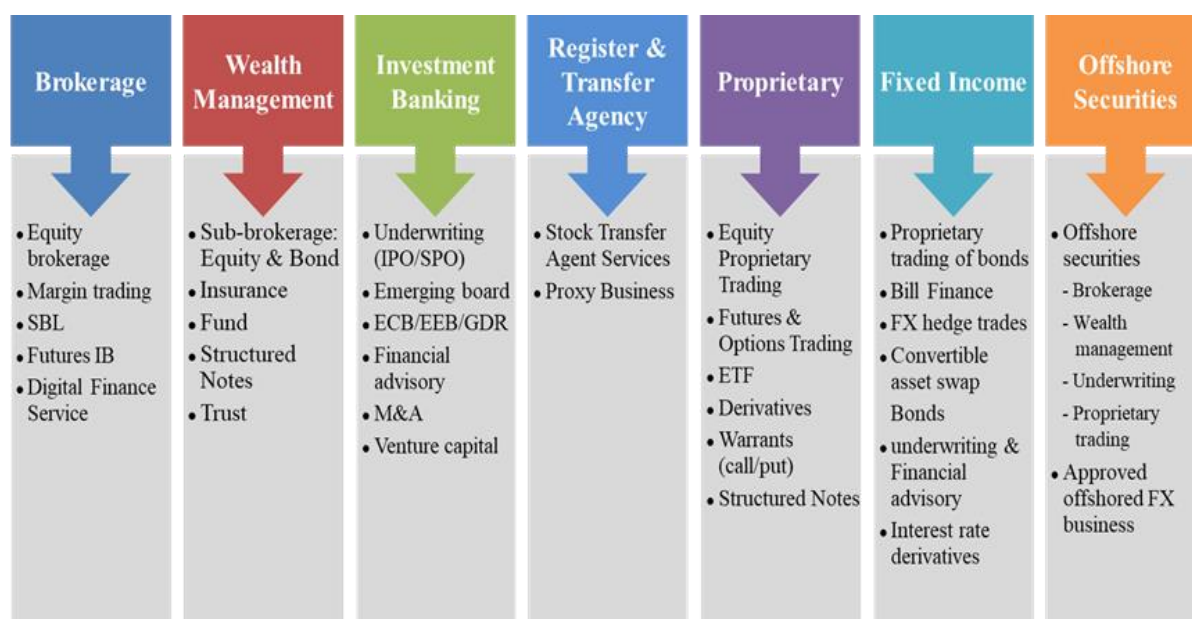 Brokerage
• Equity
brokerage
• Margin trading
• SBL
• Futures IB
• Digital Finance
Service
Wealth
Management
• Sub-brokerage:
Equity & Bond
• Insurance
• Fund
• Structured
Notes
• Trust
Investment
Banking
• Underwriting
(IPO/SPO)
• Emerging board
• ECB/EEB/GDR
• Financial
advisory
• M&A
• Venture capital
Register &
Transfer
Agency
• Stock Transfer
Agent Services
• Proxy Business
Proprietary
• Equity
Proprietary
Trading
• Futures &
Options Trading
• ETF
• Derivatives
• Warrants
(call/put)
• Structured Notes
Fixed Income
• Proprietary
trading of bonds
• Bill Finance
• FX hedge trades
• Convertible
asset swap
Bonds
• underwriting &
Financial
advisory
• Interest rate
derivatives
Offshore
Securities
• Offshore
securities
- Brokerage
- Wealth
management
- Underwriting
- Proprietary
trading
• Approved
offshored FX
business